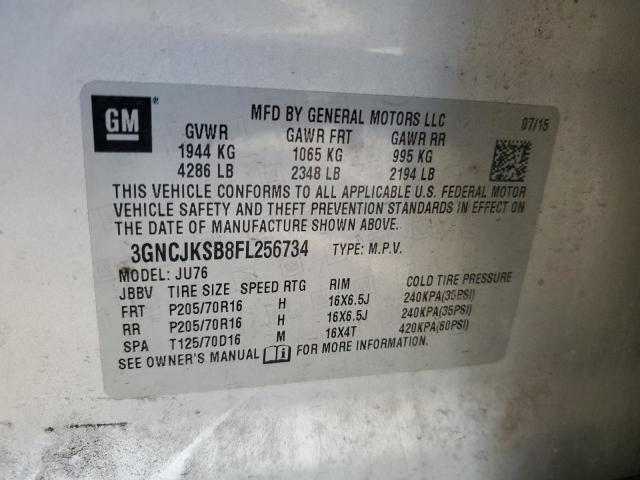 GM ®
MFD BY GENERAL MOTORS LLC 07/15
GVWR GAWR FRT GAWR RR
1944 KG 1065 KG 995 KG
4286 LB 2348 LB 2194 LB
THIS VEHICLE CONFORMS TO ALL APPLICABLE U.S. FEDERAL MOTOR
VEHICLE SAFETY AND THEFT PREVENTION STANDARDS IN EFFECT ON
THE DATE OF MANUFACTURE SHOWN ABOVE.
3GNCJKSB8FL256734 TYPE: M.P.V.
MODEL: JU76
JBBV TIRE SIZE SPEED RTG RIM COLD TIRE PRESSURE
FRT P205/70R16 H 16X6.5J 240KPA(35PSI)
RR P205/70R16 H 16X6.5J 240KPA(35PSI)
SPA T125/70D16 M 16X4T 420KPA(60PSI)
SEE OWNER'S MANUAL FOR MORE INFORMATION.